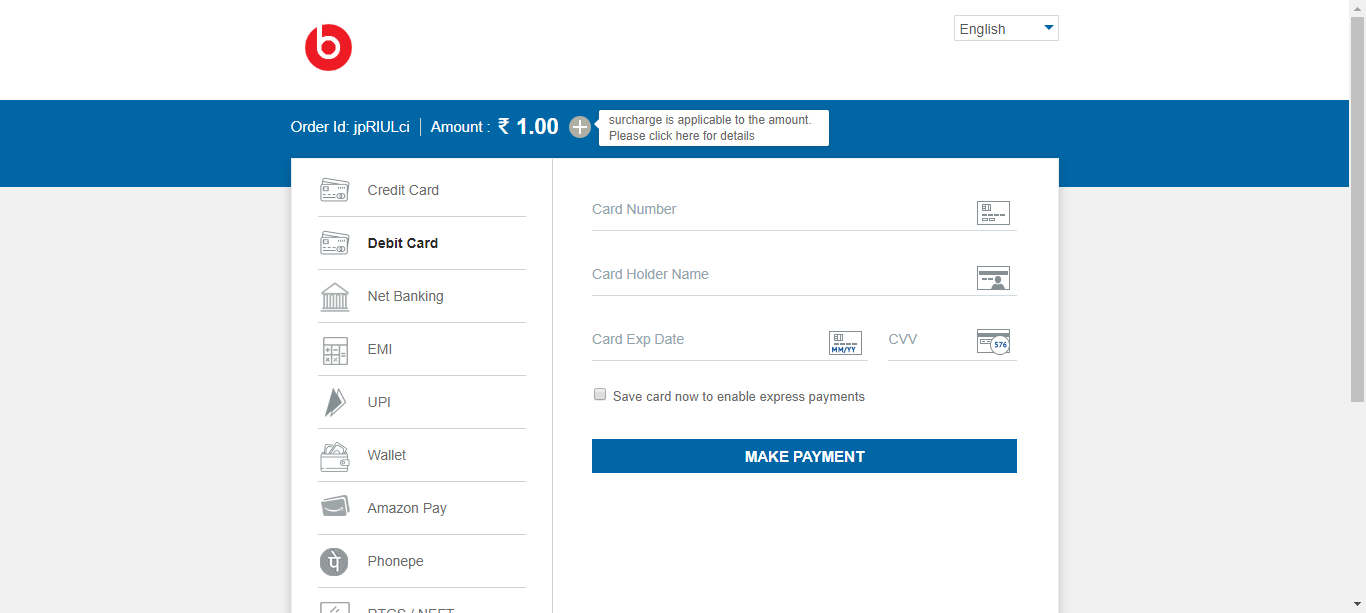 b
English
Order Id: jpRIULci | Amount : ₹ 1.00
surcharge is applicable to the amount.
Please click here for details
Credit Card
Debit Card
Net Banking
EMI
UPI
Wallet
Amazon Pay
Phonepe
पे
RTGS / NEFT
Card Number
Card Holder Name
Card Exp Date
MM/YY
CVV
576
Save card now to enable express payments
MAKE PAYMENT